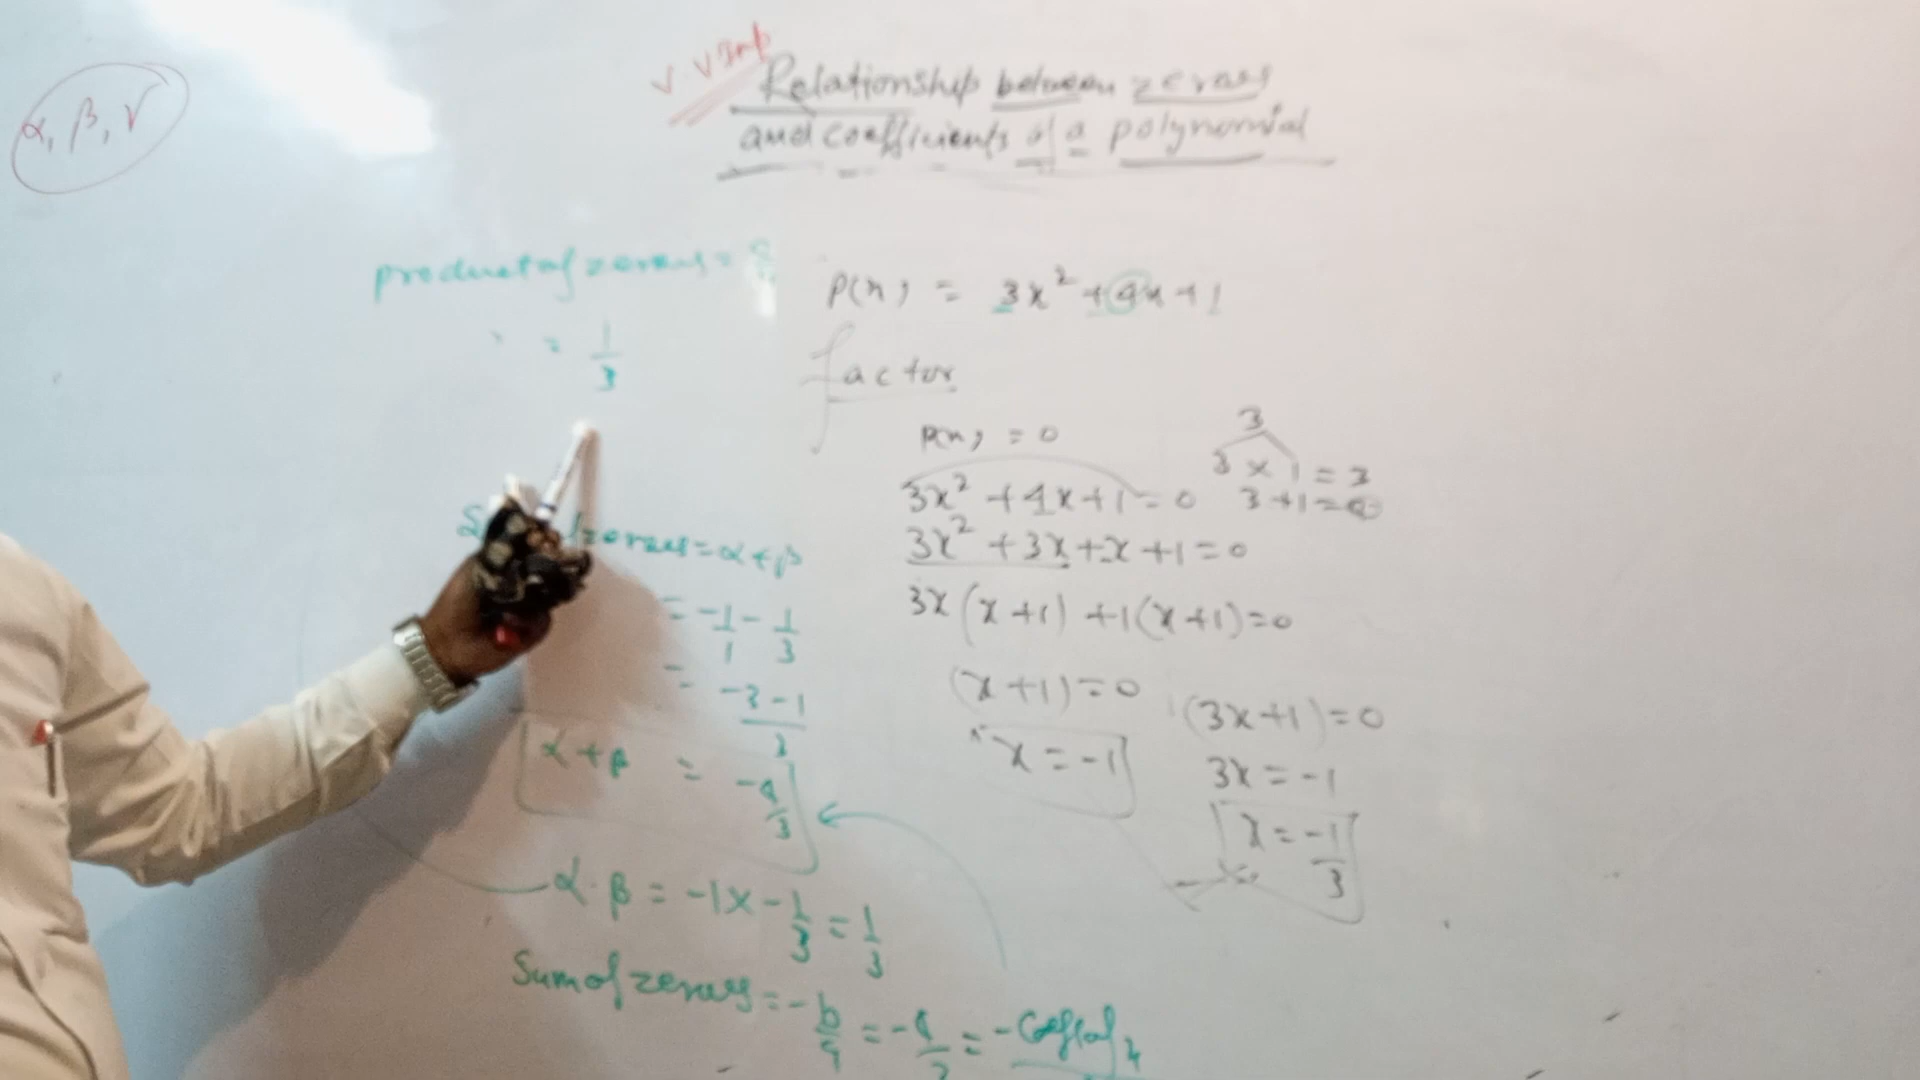 α, β, γ
V.V Imp
Relationship between zeroes
and coefficients of a polynomial
product of zeroes = c/a
= 1/3
P(x) = 3x² + 4x + 1
factor
P(x) = 0
3
3 × 1 = 3
3 + 1 = 4
3x² + 4x + 1 = 0
3x² + 3x + x + 1 = 0
3x (x + 1) + 1 (x + 1) = 0
(x + 1) = 0
x = -1
(3x + 1) = 0
3x = -1
x = -1/3
zeroes = α + β
= -1/1 - 1/3
= -3 - 1/3
α + β = -4/3
α . β = -1 x - 1/3 = 1/3
Sum of zeroes = - b/a = -4/3 = - Coeff of x